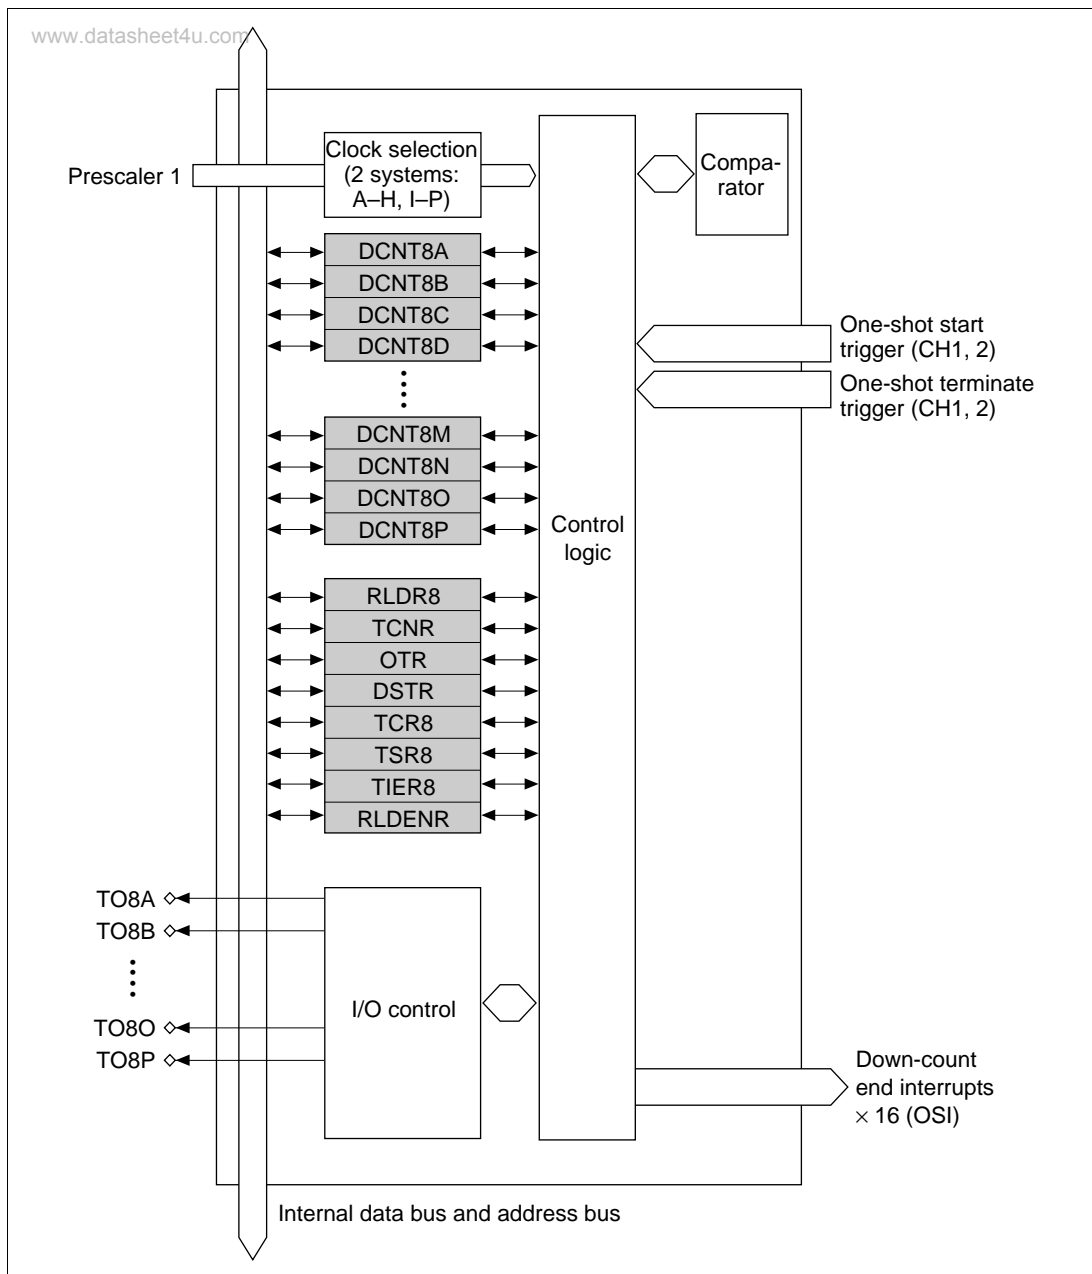 www.datasheet4u.com
Prescaler 1
Clock selection
(2 systems:
A–H, I–P)
Compa-
rator
DCNT8A
DCNT8B
DCNT8C
DCNT8D
One-shot start
trigger (CH1, 2)
One-shot terminate
trigger (CH1, 2)
DCNT8M
DCNT8N
DCNT8O
DCNT8P
Control
logic
RLDR8
TCNR
OTR
DSTR
TCR8
TSR8
TIER8
RLDENR
TO8A
TO8B
TO8O
TO8P
I/O control
Down-count
end interrupts
× 16 (OSI)
Internal data bus and address bus